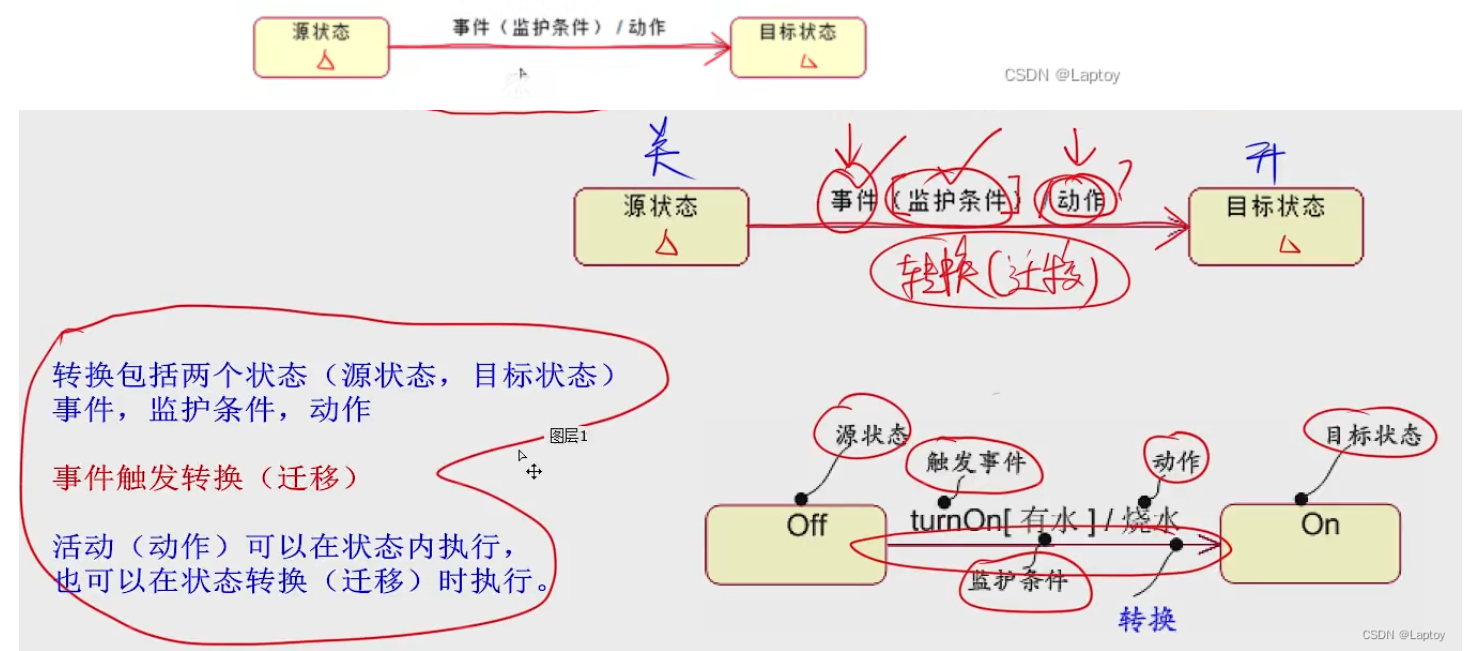 源状态
事件（监护条件）/动作
目标状态
CSDN @Laptoy
关
开
源状态
事件（监护条件）/动作?
目标状态
转换(迁移)
转换包括两个状态（源状态，目标状态）
事件，监护条件，动作
图层1
事件触发转换（迁移）
活动（动作）可以在状态内执行，
也可以在状态转换（迁移）时执行。
源状态
目标状态
触发事件
动作
Off
turnOn[ 有水 ] / 烧水
On
监护条件
转换
CSDN @Laptoy